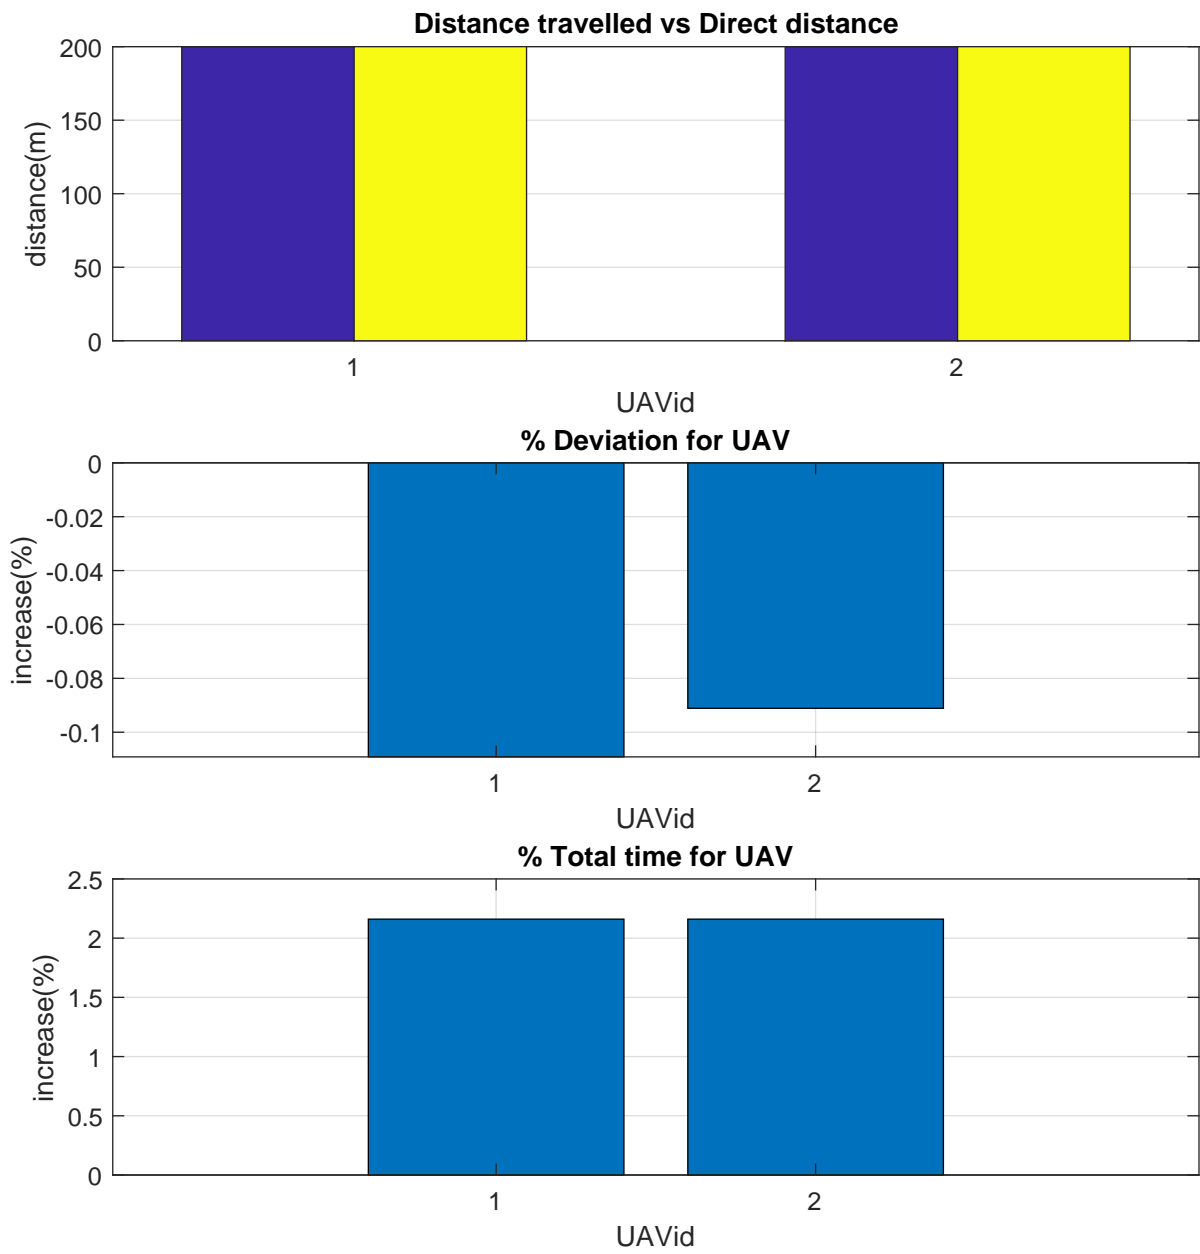 Distance travelled vs Direct distance
200
150
100
50
0
distance(m)
1 2
UAVid
% Deviation for UAV
0
-0.02
-0.04
-0.06
-0.08
-0.1
increase(%)
1 2
UAVid
% Total time for UAV
2.5
2
1.5
1
0.5
0
increase(%)
1 2
UAVid